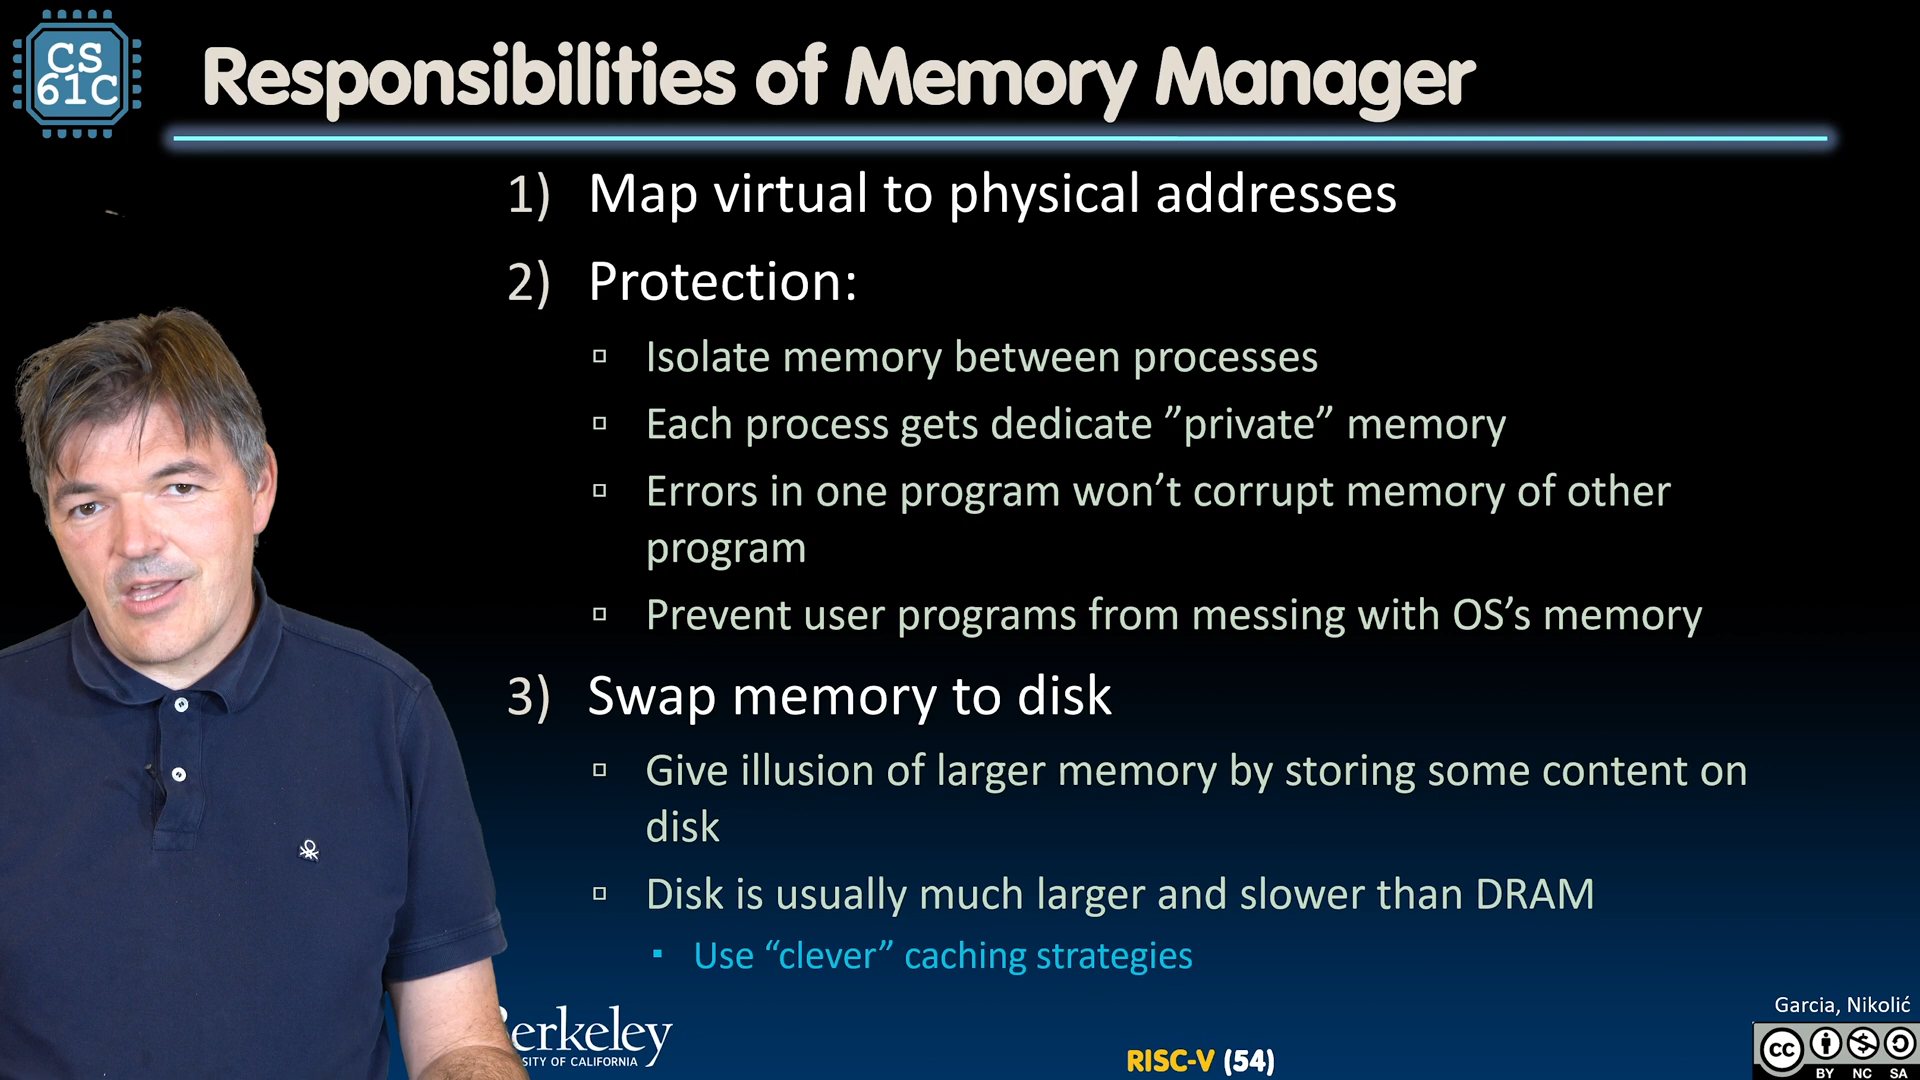 CS
61C
Responsibilities of Memory Manager
1) Map virtual to physical addresses
2) Protection:
Isolate memory between processes
Each process gets dedicate ”private” memory
Errors in one program won’t corrupt memory of other
program
Prevent user programs from messing with OS’s memory
3) Swap memory to disk
Give illusion of larger memory by storing some content on
disk
Disk is usually much larger and slower than DRAM
Use “clever” caching strategies
Berkeley
SITY OF CALIFORNIA
RISC-V (54)
Garcia, Nikolić
cc
BY NC SA